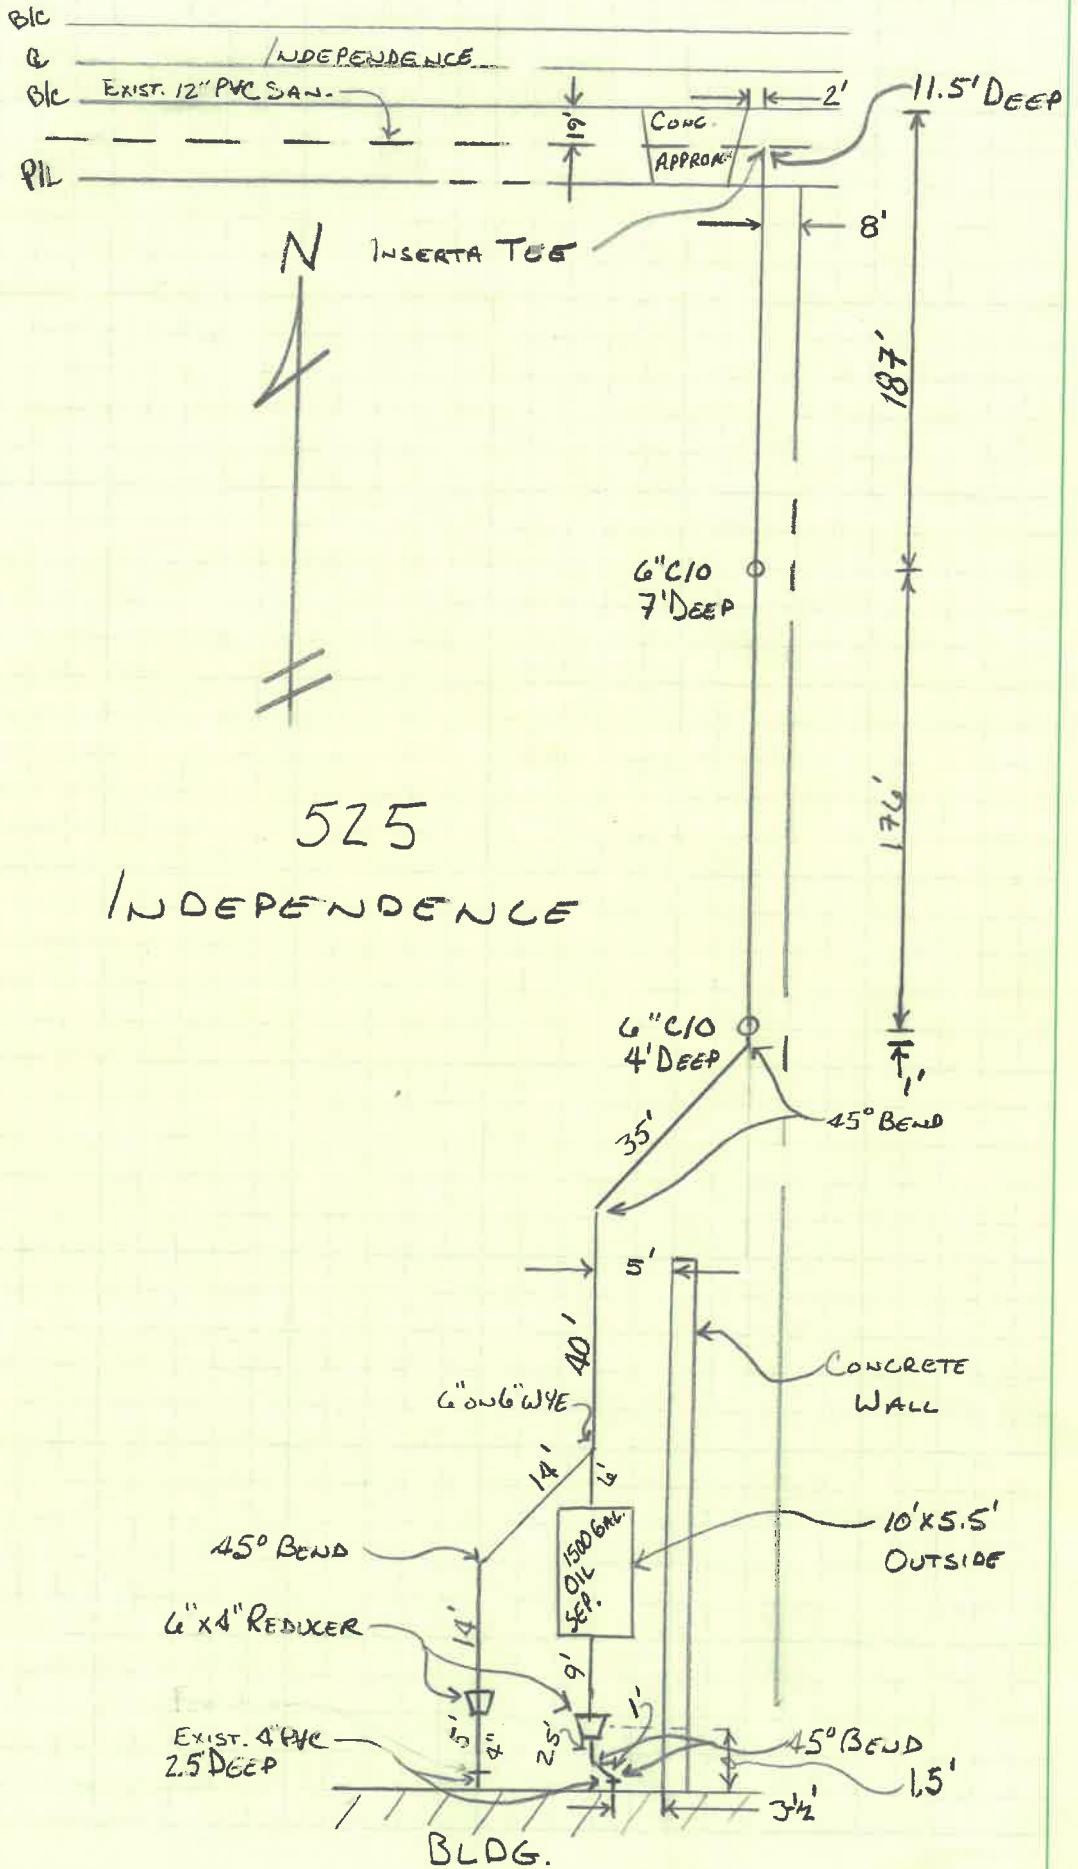 B/C
℄ INDEPENDENCE
B/C EXIST. 12" PVC SAN.
2'
11.5' DEEP
19'
CONC.
APPROA.
P/L
8'
N
INSERTA TEE
187'
6" C/O
7' DEEP
176'
525
INDEPENDENCE
6" C/O
4' DEEP
1'
45° BEND
35'
5'
40'
CONCRETE
WALL
6" ON 6" WYE
14'
6'
45° BEND
1500 GAL.
OIL
SEP.
10' X 5.5'
OUTSIDE
6" X 4" REDUCER
14'
9'
1'
EXIST. 4" PVC
2.5' DEEP
5'
4"
2.5'
45° BEND
1.5'
3½'
BLDG.